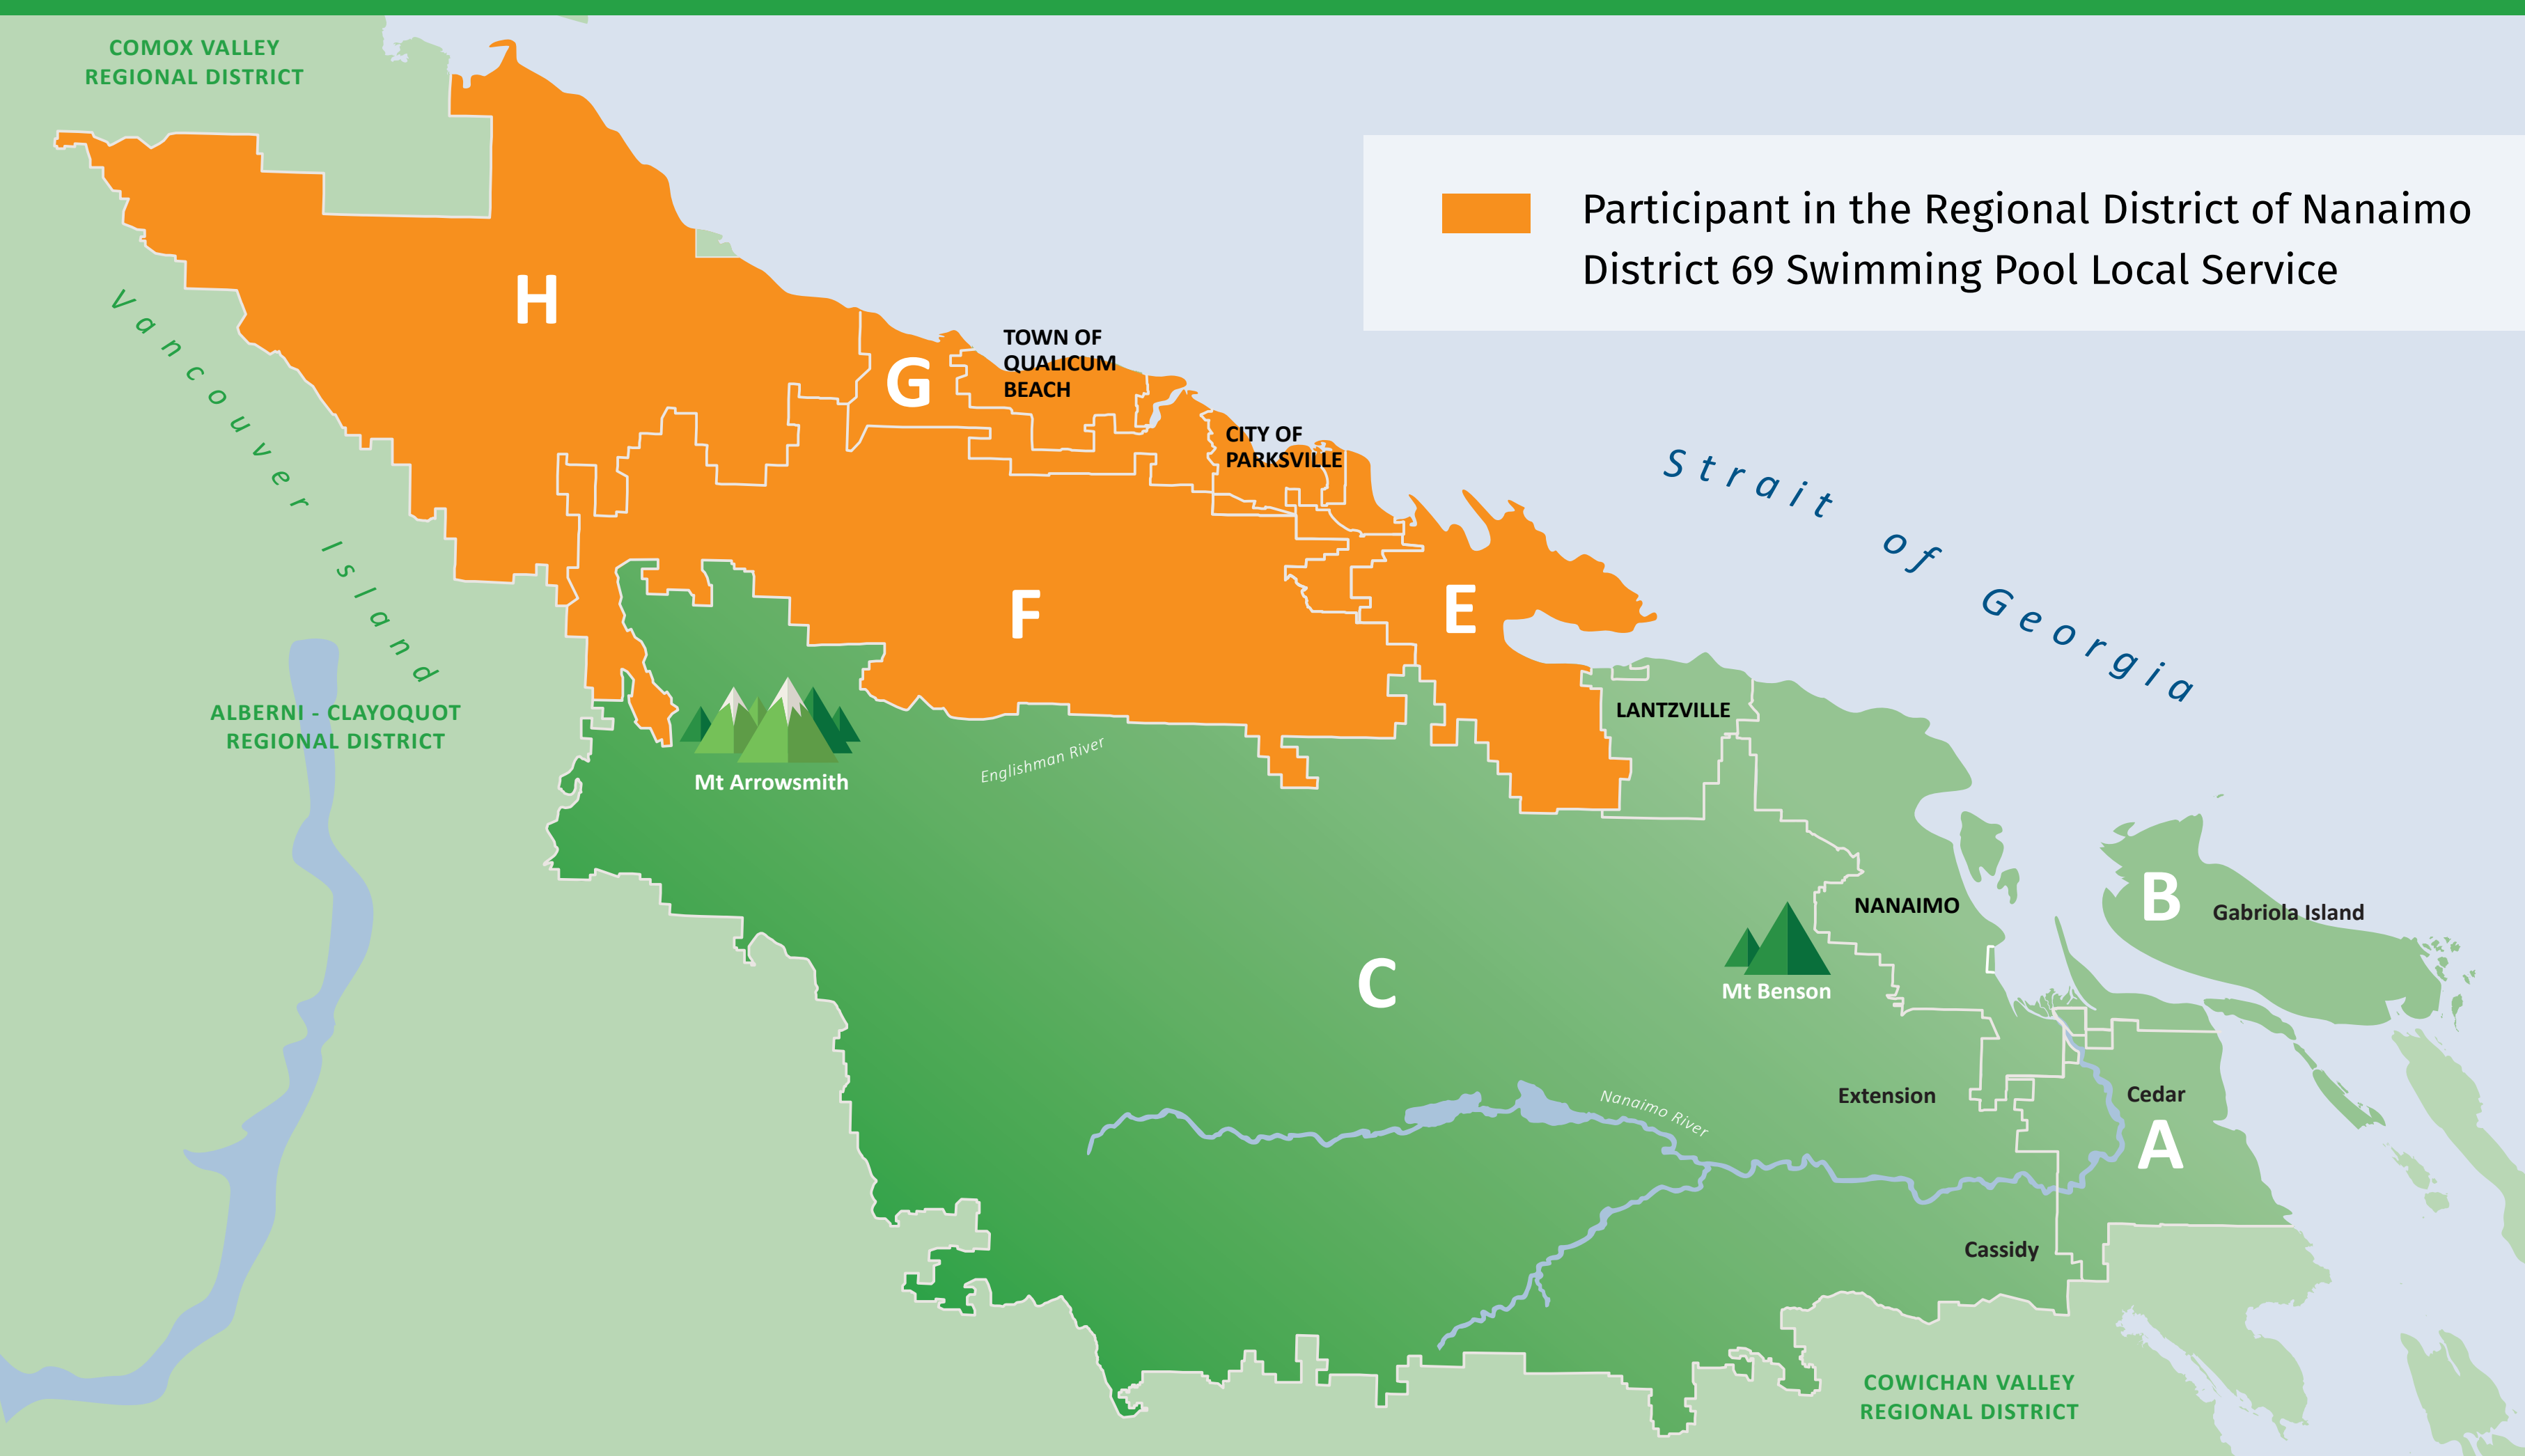 COMOX VALLEY
REGIONAL DISTRICT
Participant in the Regional District of Nanaimo
District 69 Swimming Pool Local Service
H
Vancouver Island
G
TOWN OF
QUALICUM
BEACH
CITY OF
PARKSVILLE
Strait of Georgia
F
E
ALBERNI - CLAYOQUOT
REGIONAL DISTRICT
LANTZVILLE
Mt Arrowsmith
Englishman River
NANAIMO
B
Gabriola Island
C
Mt Benson
Extension
Nanaimo River
Cedar
A
Cassidy
COWICHAN VALLEY
REGIONAL DISTRICT